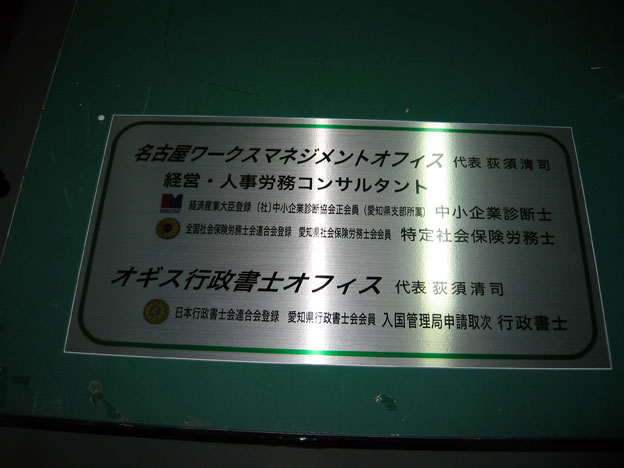 名古屋ワークスマネジメントオフィス 代表 荻須清司
経営・人事労務コンサルタント
経済産業大臣登録 (社)中小企業診断協会正会員(愛知県支部所属) 中小企業診断士
全国社会保険労務士会連合会登録 愛知県社会保険労務士会会員 特定社会保険労務士
オギス行政書士オフィス 代表 荻須清司
日本行政書士会連合会登録 愛知県行政書士会会員 入国管理局申請取次 行政書士